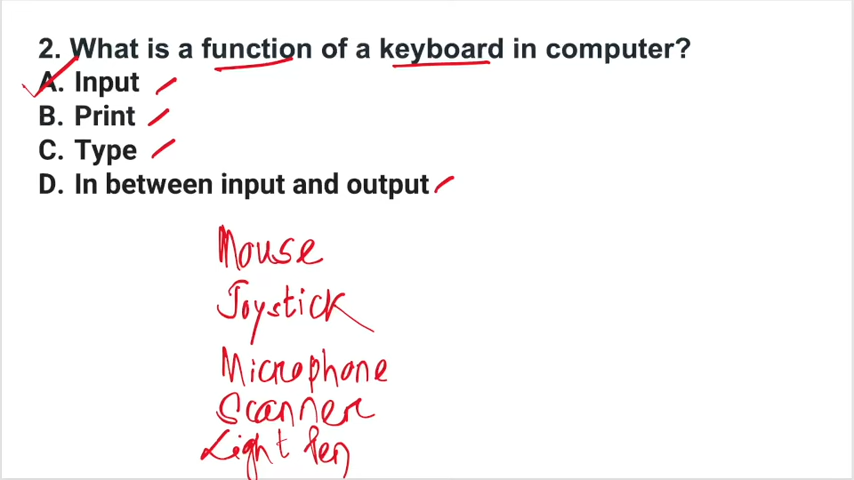 2. What is a function of a keyboard in computer?
A. Input
B. Print
C. Type
D. In between input and output
Mouse
Joystick
Microphone
Scanner
Light Pen